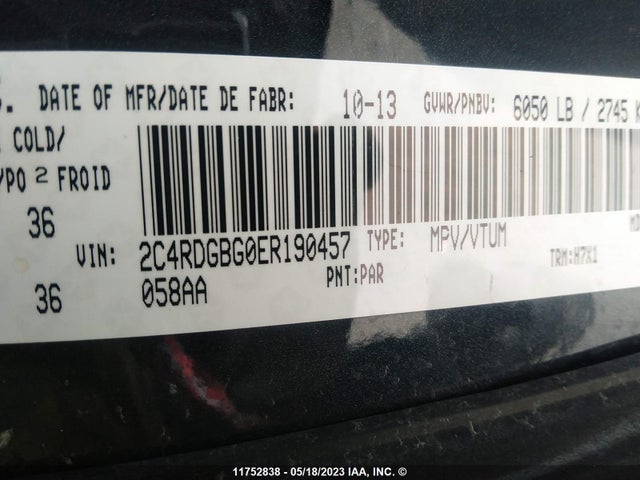 . DATE OF MFR/DATE DE FABR: 10-13 GVWR/PNBV: 6050 LB / 2745 K
COLD/
/PO 2 FROID
36
VIN: 2C4RDGBG0ER190457 TYPE: MPV/VTUM MD
36 058AA PNT:PAR TRM:H7X1
11752838 - 05/18/2023 IAA, INC. ©